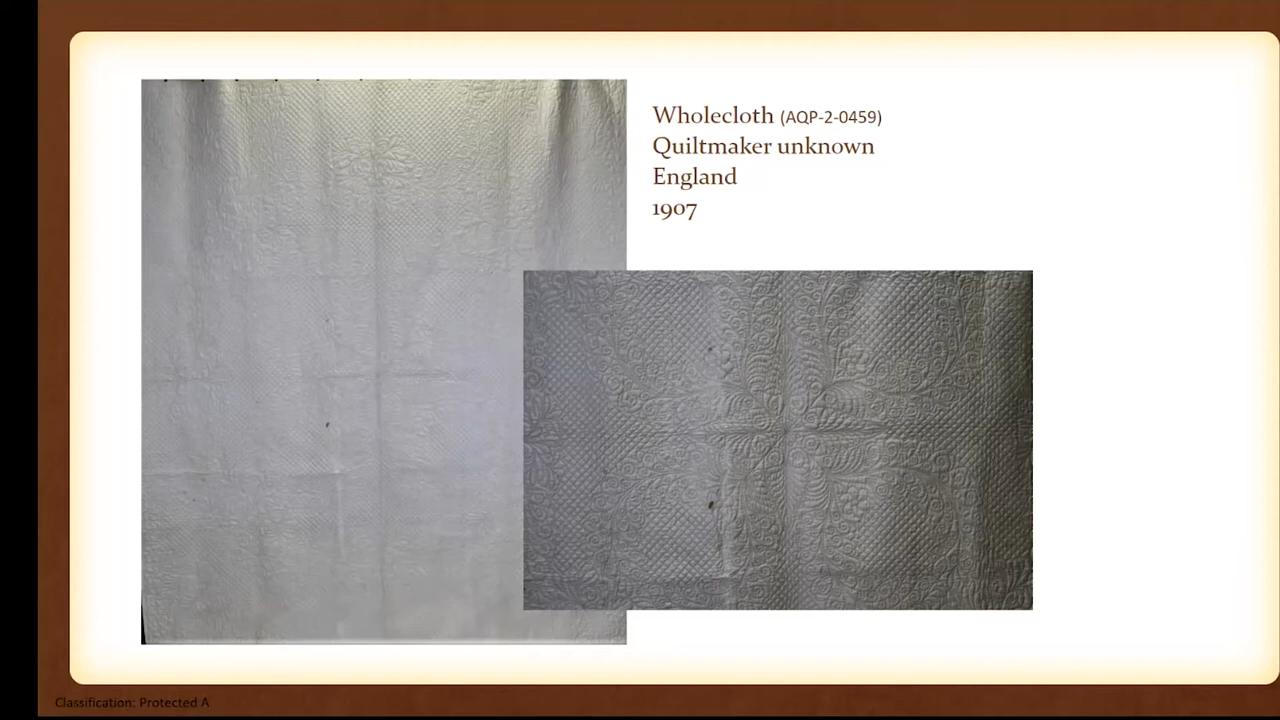 Wholecloth (AQP-2-0459)
Quiltmaker unknown
England
1907
Classification: Protected A